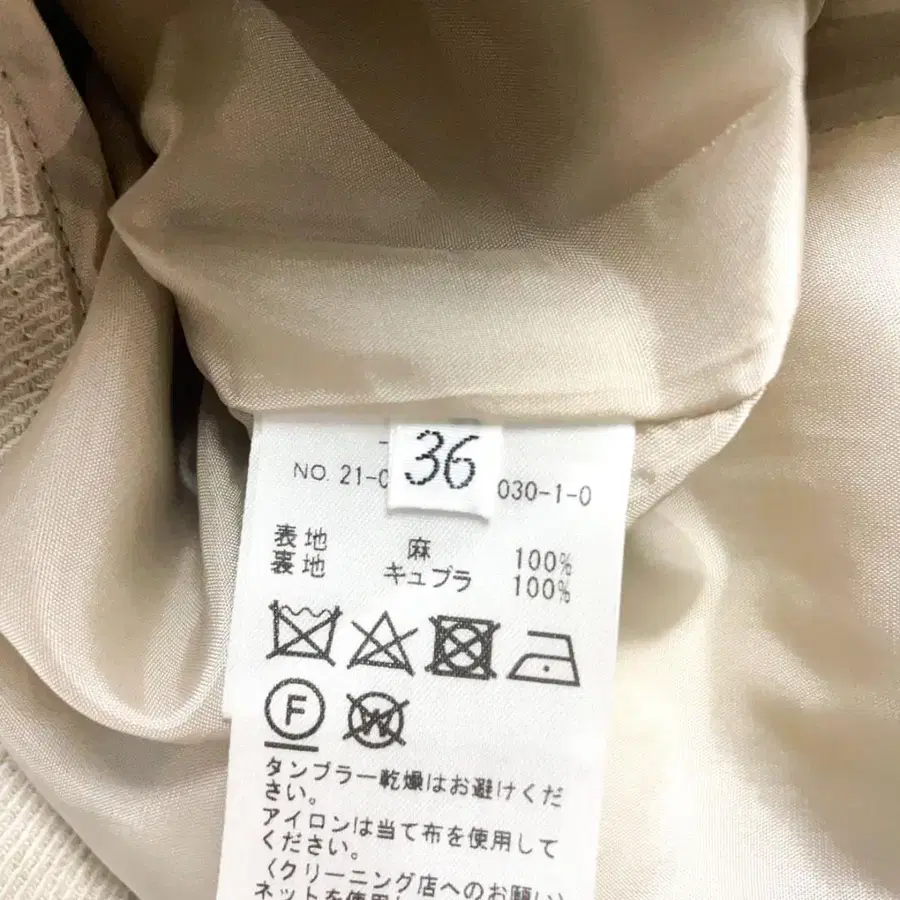 36
NO. 21-0 030-1-0
表地 麻 100%
裏地 キュプラ 100%
F
W
タンブラー乾燥はお避けくだ
さい。
アイロンは当て布を使用して
ください。
〈クリーニング店へのお願い〉
ネットを使用